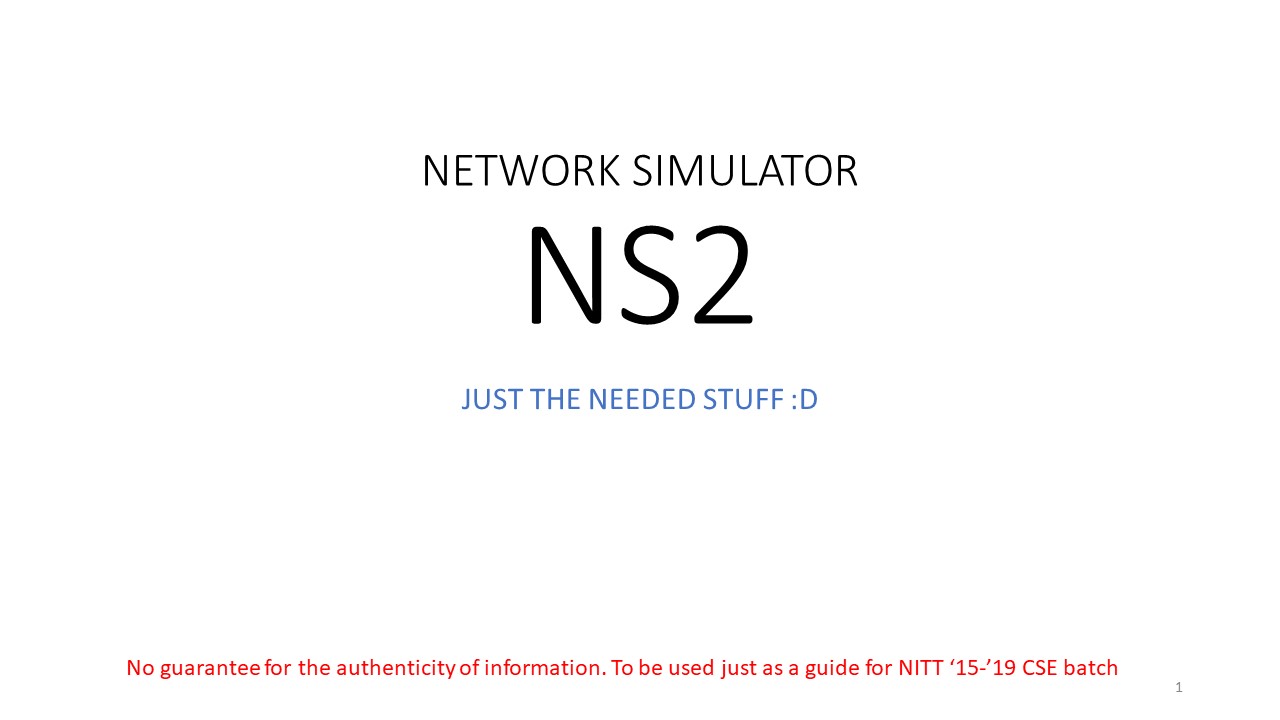 NETWORK SIMULATOR
NS2
JUST THE NEEDED STUFF :D
No guarantee for the authenticity of information. To be used just as a guide for NITT ‘15-’19 CSE batch
1